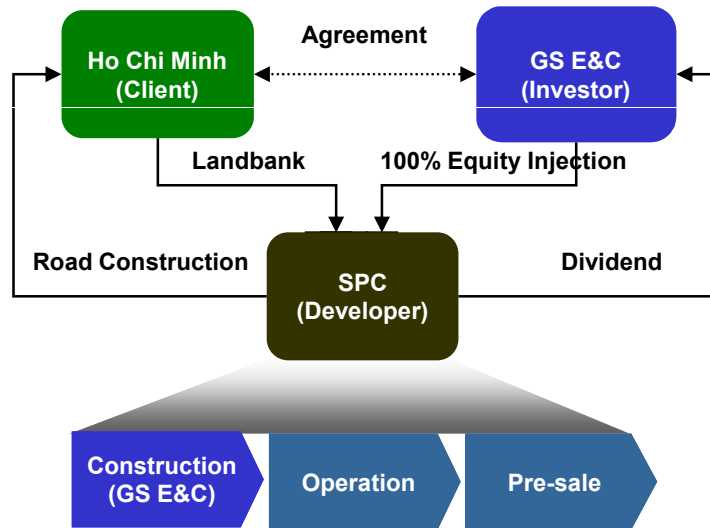 Agreement
Ho Chi Minh
(Client)
GS E&C
(Investor)
Landbank
100% Equity Injection
Road Construction
SPC
(Developer)
Dividend
Construction
(GS E&C)
Operation
Pre-sale